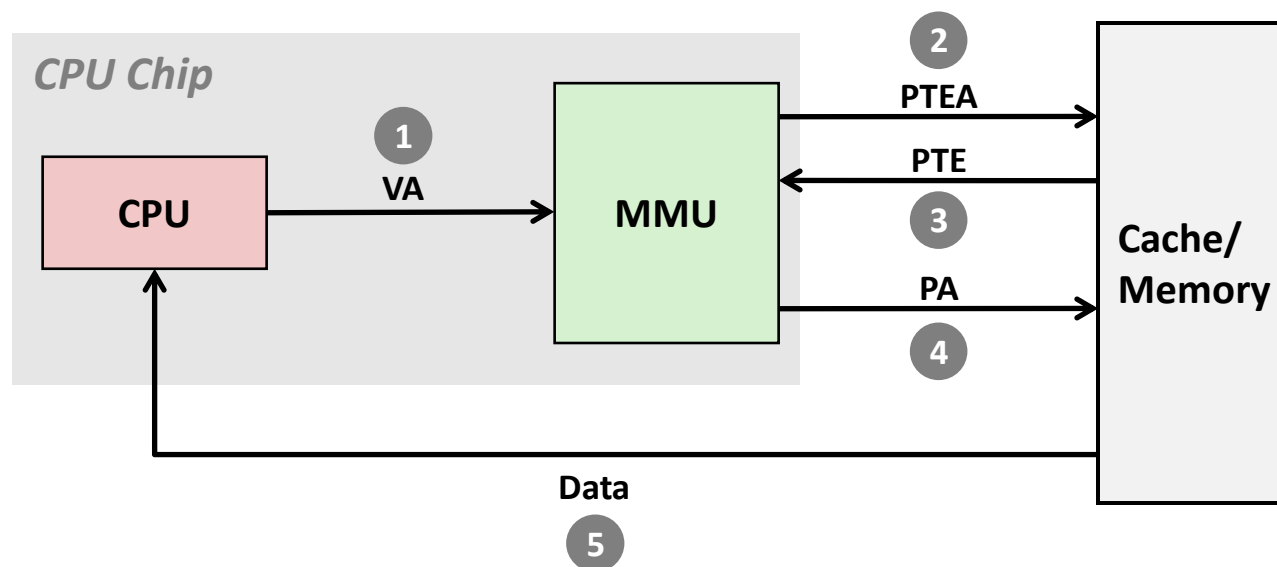 CPU Chip
2
PTEA
1
VA
PTE
CPU
MMU
3
Cache/
Memory
PA
4
Data
5